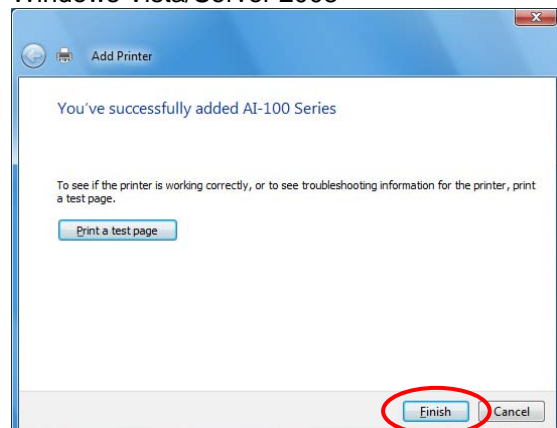 Windows Vista/Server 2008
Add Printer
You've successfully added AI-100 Series
To see if the printer is working correctly, or to see troubleshooting information for the printer, print
a test page.
Print a test page
Finish Cancel